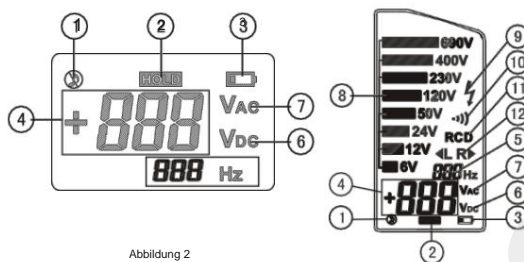 1 2 3
HOLD
4 + 888 VAC 7
VDC 6
888 Hz
Abbildung 2
690V 9
400V
230V 10
8 120V
50V 11
24V RCD
12V ◀L R▶ 12
6V 888 Hz 5
4 + 888 VAC 7
VDC 6
1 2 3